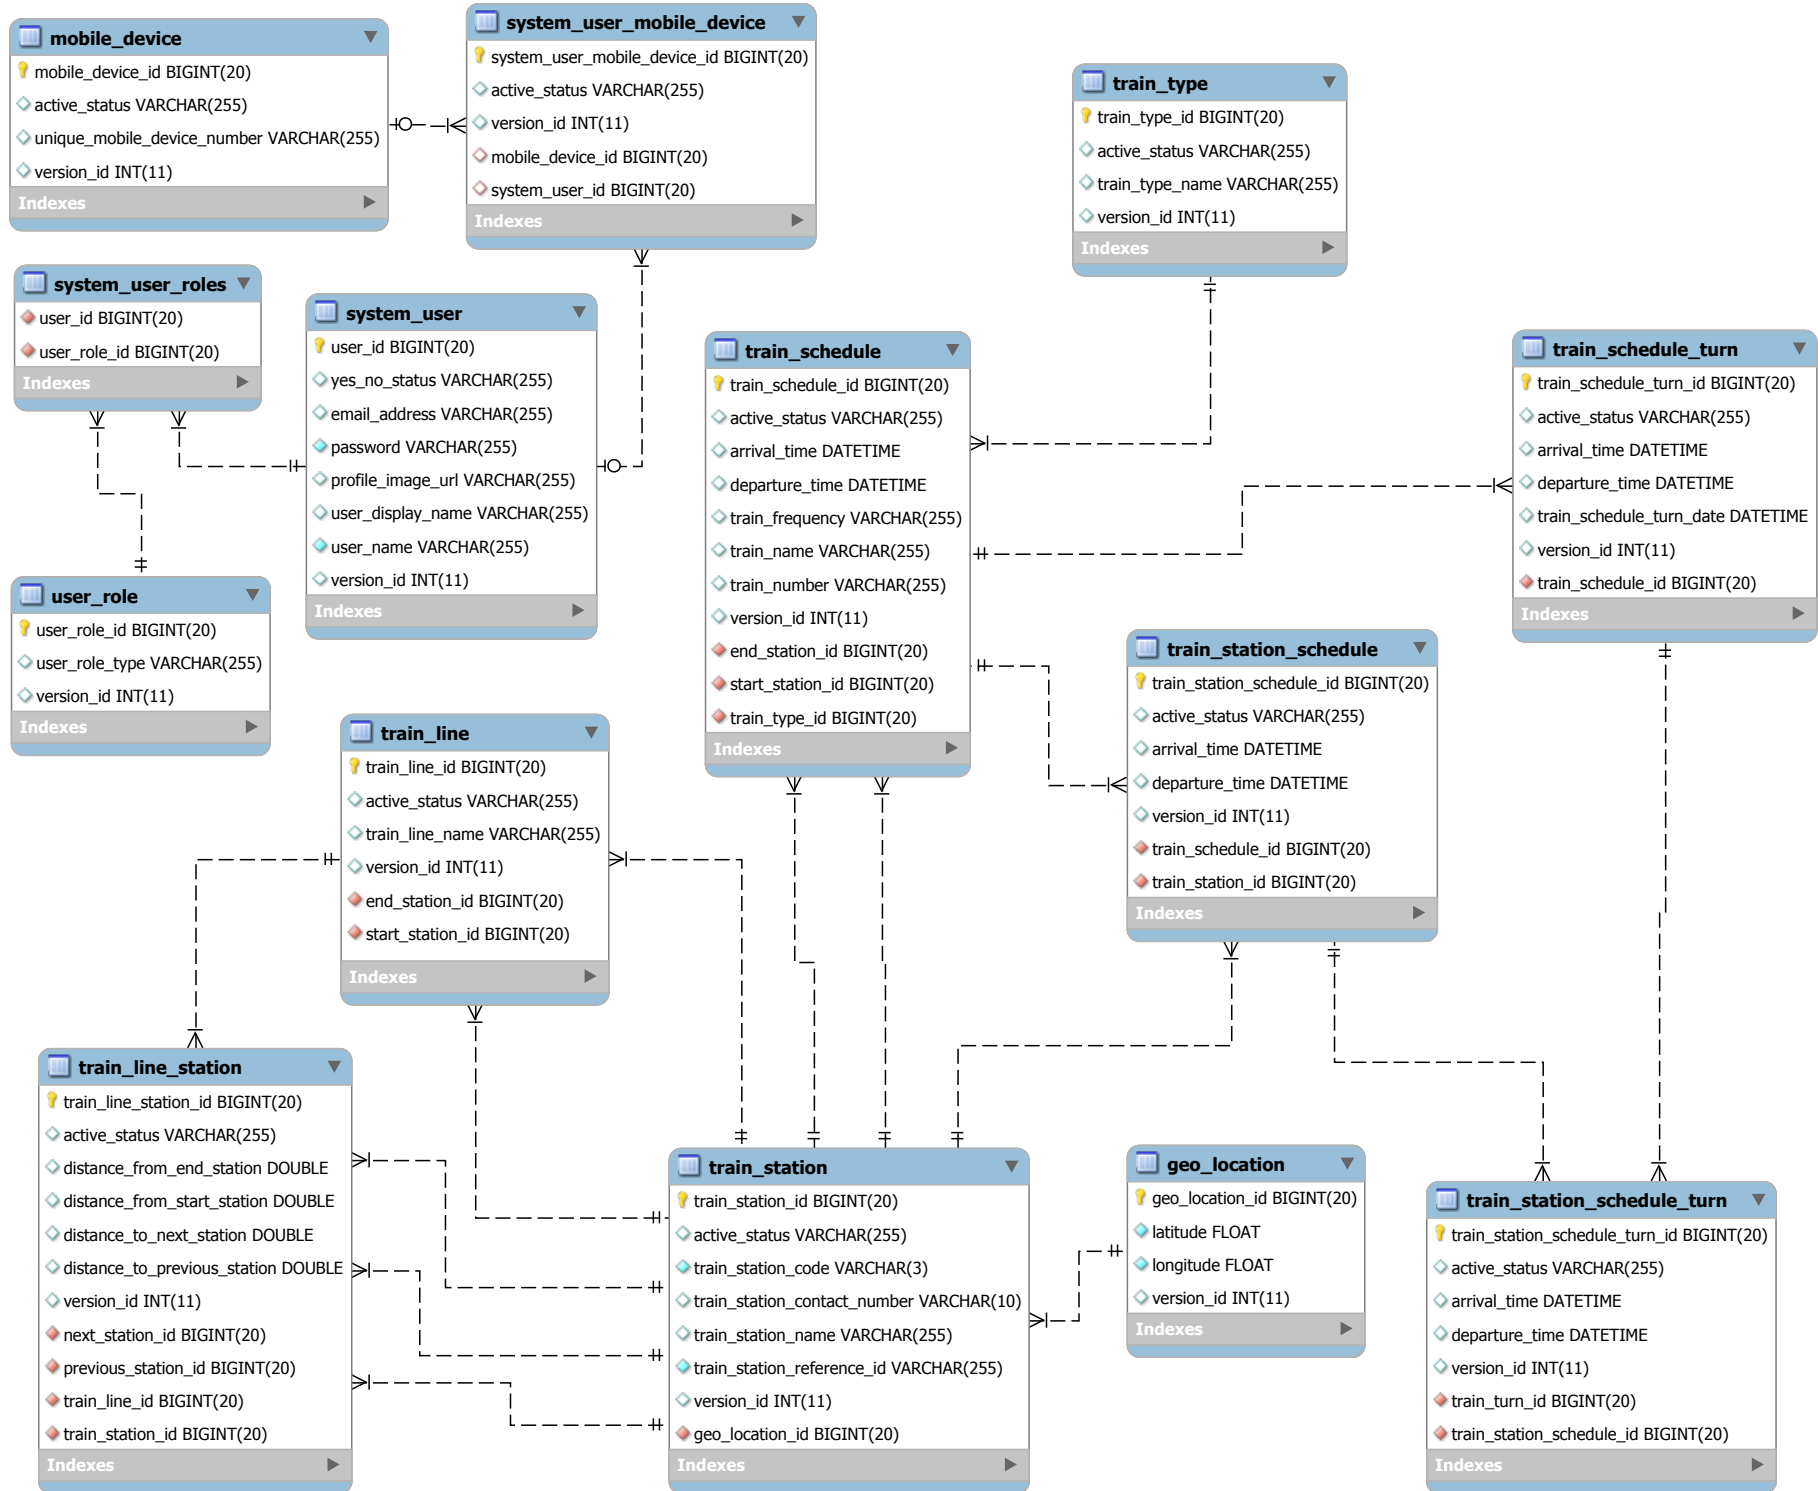 mobile_device
mobile_device_id BIGINT(20)
active_status VARCHAR(255)
unique_mobile_device_number VARCHAR(255)
version_id INT(11)
Indexes
system_user_mobile_device
system_user_mobile_device_id BIGINT(20)
active_status VARCHAR(255)
version_id INT(11)
mobile_device_id BIGINT(20)
system_user_id BIGINT(20)
Indexes
train_type
train_type_id BIGINT(20)
active_status VARCHAR(255)
train_type_name VARCHAR(255)
version_id INT(11)
Indexes
system_user_roles
user_id BIGINT(20)
user_role_id BIGINT(20)
Indexes
system_user
user_id BIGINT(20)
yes_no_status VARCHAR(255)
email_address VARCHAR(255)
password VARCHAR(255)
profile_image_url VARCHAR(255)
user_display_name VARCHAR(255)
user_name VARCHAR(255)
version_id INT(11)
Indexes
train_schedule
train_schedule_id BIGINT(20)
active_status VARCHAR(255)
arrival_time DATETIME
departure_time DATETIME
train_frequency VARCHAR(255)
train_name VARCHAR(255)
train_number VARCHAR(255)
version_id INT(11)
end_station_id BIGINT(20)
start_station_id BIGINT(20)
train_type_id BIGINT(20)
Indexes
train_schedule_turn
train_schedule_turn_id BIGINT(20)
active_status VARCHAR(255)
arrival_time DATETIME
departure_time DATETIME
train_schedule_turn_date DATETIME
version_id INT(11)
train_schedule_id BIGINT(20)
Indexes
user_role
user_role_id BIGINT(20)
user_role_type VARCHAR(255)
version_id INT(11)
Indexes
train_station_schedule
train_station_schedule_id BIGINT(20)
active_status VARCHAR(255)
arrival_time DATETIME
departure_time DATETIME
version_id INT(11)
train_schedule_id BIGINT(20)
train_station_id BIGINT(20)
Indexes
train_line
train_line_id BIGINT(20)
active_status VARCHAR(255)
train_line_name VARCHAR(255)
version_id INT(11)
end_station_id BIGINT(20)
start_station_id BIGINT(20)
Indexes
train_line_station
train_line_station_id BIGINT(20)
active_status VARCHAR(255)
distance_from_end_station DOUBLE
distance_from_start_station DOUBLE
distance_to_next_station DOUBLE
distance_to_previous_station DOUBLE
version_id INT(11)
next_station_id BIGINT(20)
previous_station_id BIGINT(20)
train_line_id BIGINT(20)
train_station_id BIGINT(20)
Indexes
train_station
train_station_id BIGINT(20)
active_status VARCHAR(255)
train_station_code VARCHAR(3)
train_station_contact_number VARCHAR(10)
train_station_name VARCHAR(255)
train_station_reference_id VARCHAR(255)
version_id INT(11)
geo_location_id BIGINT(20)
Indexes
geo_location
geo_location_id BIGINT(20)
latitude FLOAT
longitude FLOAT
version_id INT(11)
Indexes
train_station_schedule_turn
train_station_schedule_turn_id BIGINT(20)
active_status VARCHAR(255)
arrival_time DATETIME
departure_time DATETIME
version_id INT(11)
train_turn_id BIGINT(20)
train_station_schedule_id BIGINT(20)
Indexes